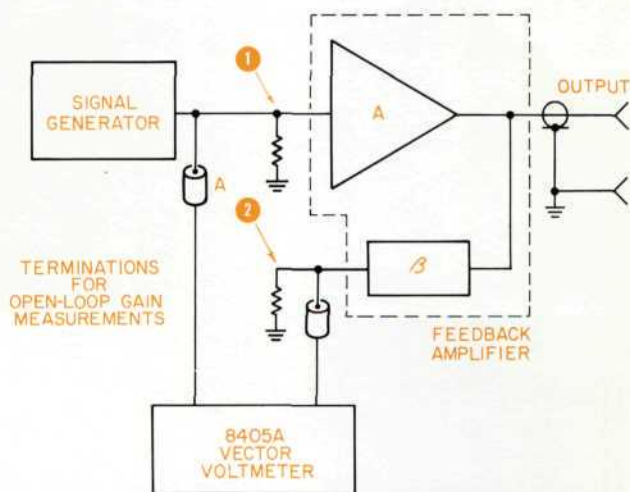 1
SIGNAL
GENERATOR
A
OUTPUT
A
2
TERMINATIONS
FOR
OPEN-LOOP GAIN
MEASUREMENTS
β
FEEDBACK
AMPLIFIER
8405A
VECTOR
VOLTMETER